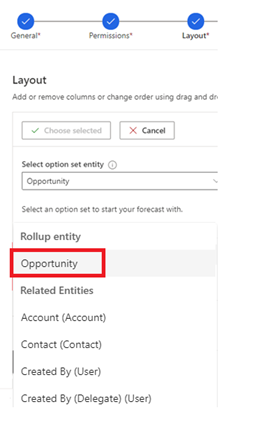 General* Permissions* Layout*
Layout
Add or remove columns or change order using drag and
Choose selected Cancel
Select option set entity
Opportunity
Select an option set to start your forecast with.
Rollup entity
Opportunity
Related Entities
Account (Account)
Contact (Contact)
Created By (User)
Created By (Delegate) (User)